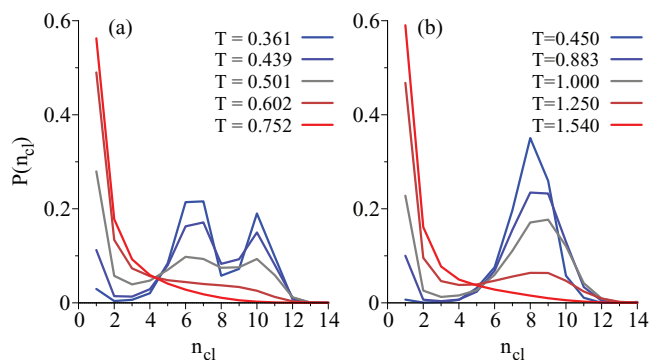 0.6
(a)
T = 0.361
T = 0.439
T = 0.501
T = 0.602
T = 0.752
(b)
T=0.450
T=0.883
T=1.000
T=1.250
T=1.540
0.4
0.2
0
P(n_cl)
0 2 4 6 8 10 12 14
0 2 4 6 8 10 12 14
n_cl
n_cl